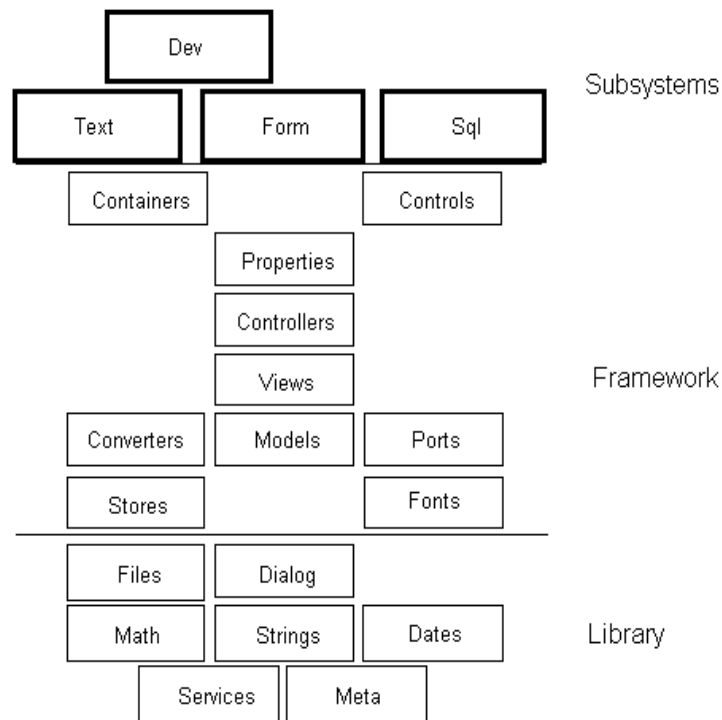 Dev
Subsystems
Text Form Sql
Containers Controls
Properties
Controllers
Framework
Views
Converters Models Ports
Stores Fonts
Files Dialog
Math Strings Dates
Library
Services Meta